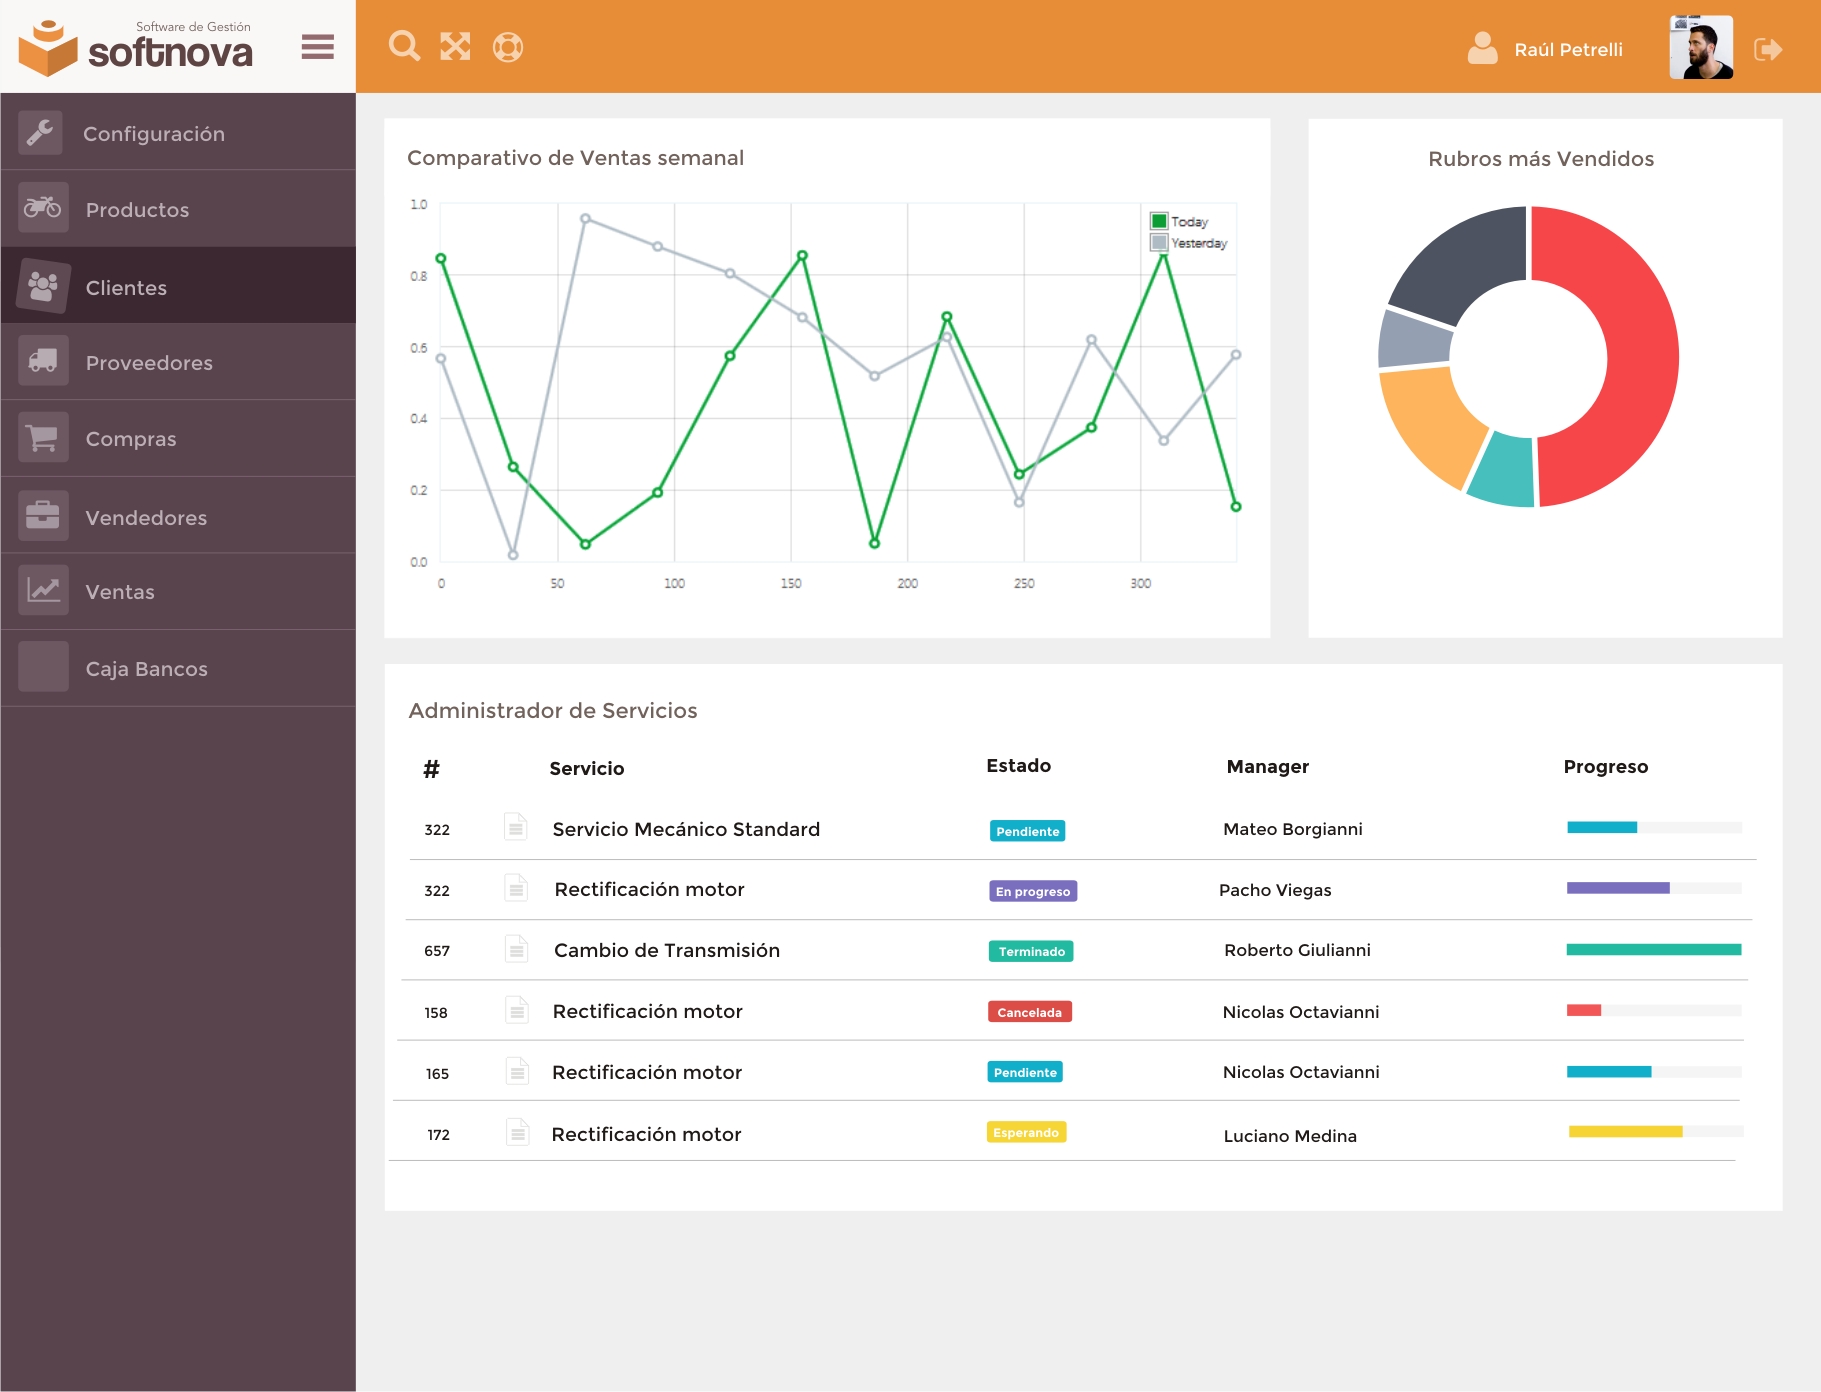 Software de Gestión
softnova
Raúl Petrelli
Configuración
Productos
Clientes
Proveedores
Compras
Vendedores
Ventas
Caja Bancos
Comparativo de Ventas semanal
1.0
0.8
0.6
0.4
0.2
0.0
0 50 100 150 200 250 300
Today
Yesterday
Rubros más Vendidos
Administrador de Servicios
# Servicio Estado Manager Progreso
322 Servicio Mecánico Standard Pendiente Mateo Borgianni
322 Rectificación motor En progreso Pacho Viegas
657 Cambio de Transmisión Terminado Roberto Giulianni
158 Rectificación motor Cancelada Nicolas Octavianni
165 Rectificación motor Pendiente Nicolas Octavianni
172 Rectificación motor Esperando Luciano Medina